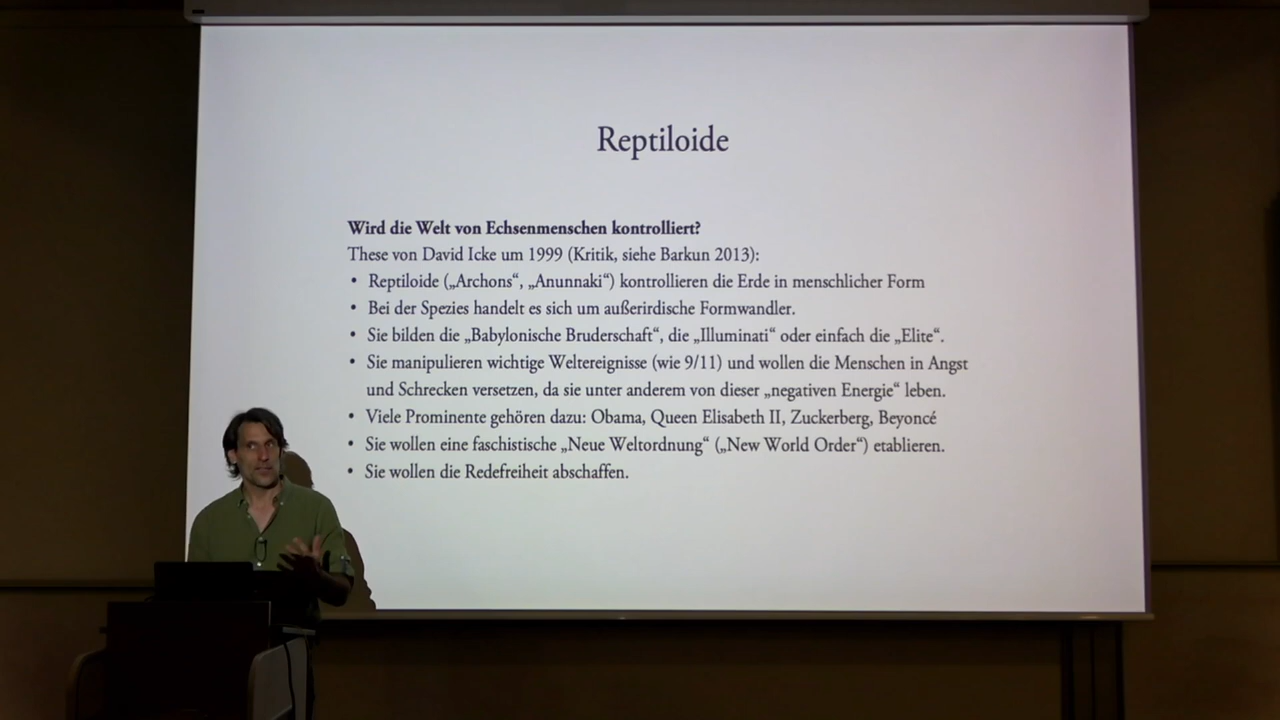 Reptiloide
Wird die Welt von Echsenmenschen kontrolliert?
These von David Icke um 1999 (Kritik, siehe Barkun 2013):
• Reptiloide („Archons“, „Anunnaki“) kontrollieren die Erde in menschlicher Form
• Bei der Spezies handelt es sich um außerirdische Formwandler.
• Sie bilden die „Babylonische Bruderschaft“, die „Illuminati“ oder einfach die „Elite“.
• Sie manipulieren wichtige Weltereignisse (wie 9/11) und wollen die Menschen in Angst
und Schrecken versetzen, da sie unter anderem von dieser „negativen Energie“ leben.
• Viele Prominente gehören dazu: Obama, Queen Elisabeth II, Zuckerberg, Beyoncé
• Sie wollen eine faschistische „Neue Weltordnung“ („New World Order“) etablieren.
• Sie wollen die Redefreiheit abschaffen.